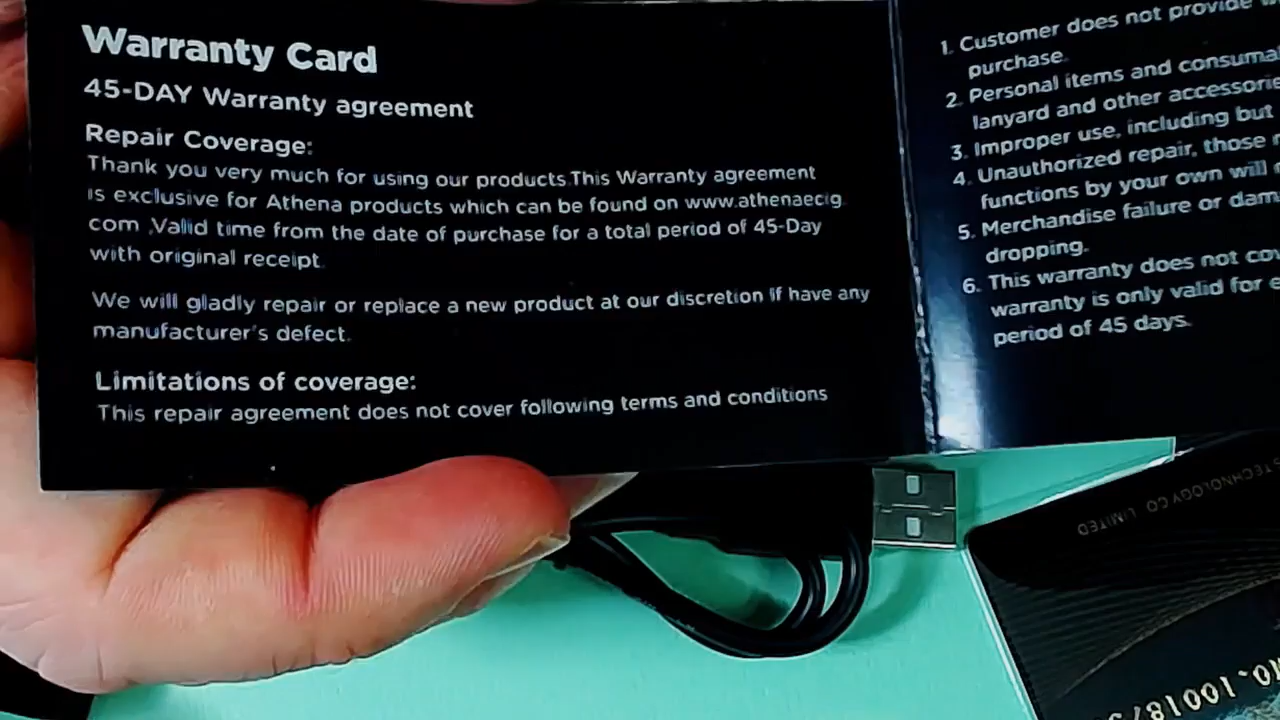 Warranty Card
45-DAY Warranty agreement
Repair Coverage:
Thank you very much for using our products.This Warranty agreement
is exclusive for Athena products which can be found on www.athenaecig.
com ,Valid time from the date of purchase for a total period of 45-Day
with original receipt.
We will gladly repair or replace a new product at our discretion if have any
manufacturer's defect.
Limitations of coverage:
This repair agreement does not cover following terms and conditions
1. Customer does not provide
purchase.
2. Personal items and
lanyard and other
3. Improper use, including but
4. Unauthorized repair, those
functions by your own will
5. Merchandise failure or
dropping.
6. This warranty does not
warranty is only valid for
period of 45 days.
TECHNOLOGY CO. LIMITED